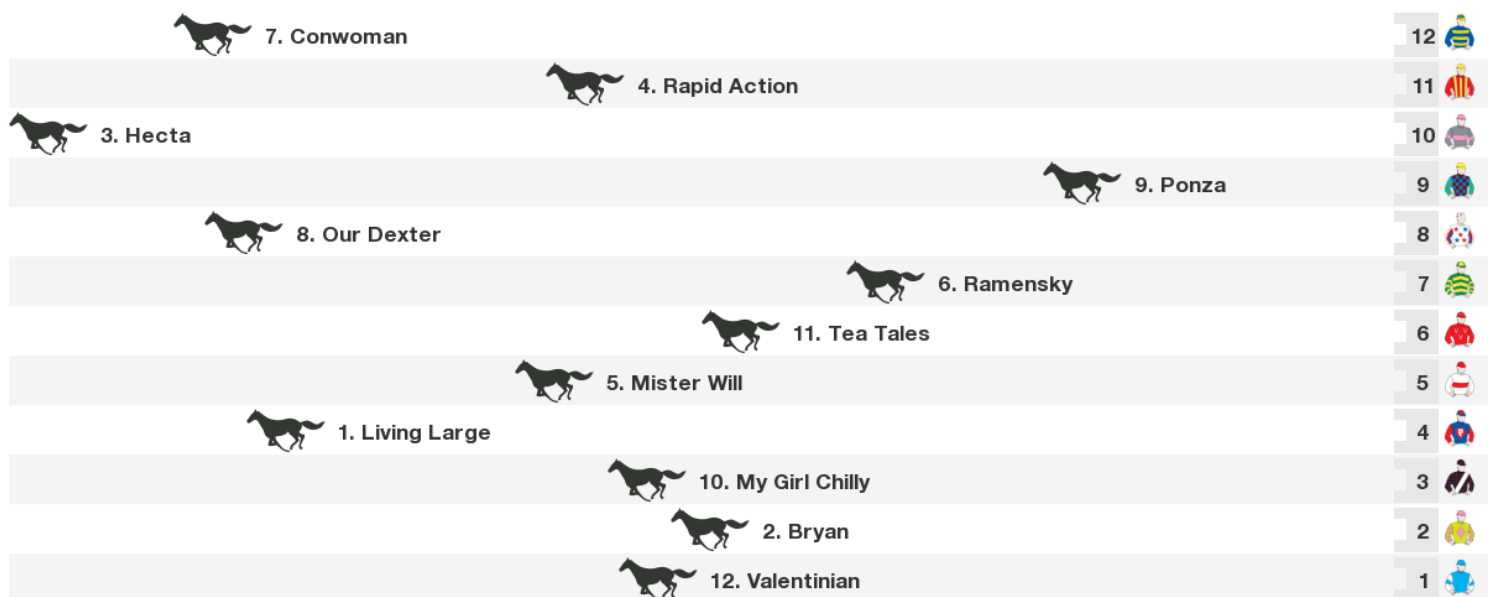 7. Conwoman 12
4. Rapid Action 11
3. Hecta 10
9. Ponza 9
8. Our Dexter 8
6. Ramensky 7
11. Tea Tales 6
5. Mister Will 5
1. Living Large 4
10. My Girl Chilly 3
2. Bryan 2
12. Valentinian 1